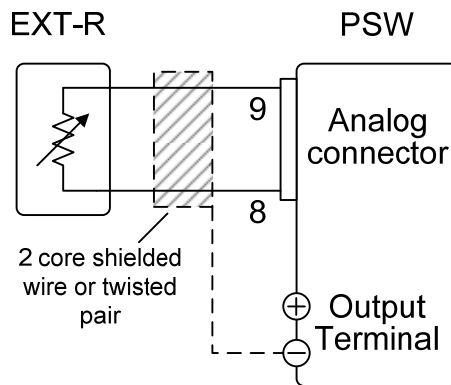 EXT-R
PSW
9
Analog
connector
8
2 core shielded
wire or twisted
pair
+
Output
Terminal
−